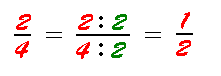 2/4 = 2:2/4:2 = 1/2